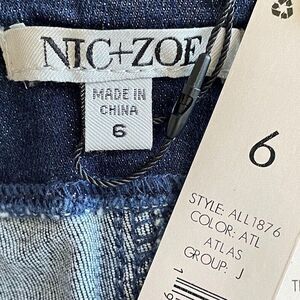 NIC+ZOE
MADE IN
CHINA
6
6
STYLE: ALL1876
COLOR: ATL
ATLAS
GROUP: J